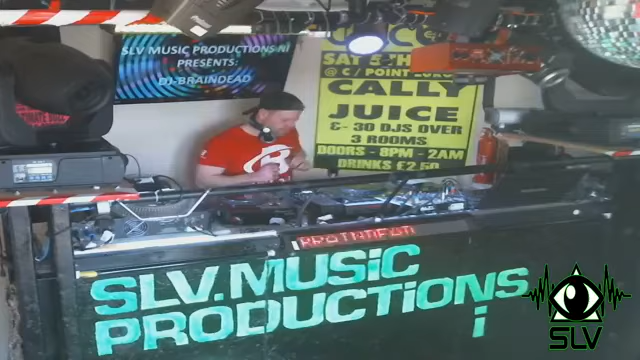 SLV MUSIC PRODUCTIONS NI
PRESENTS:
DJ-BRAINDEAD
SAT 5TH
@ C/POINT
CALLY
JUICE
&- 30 DJS OVER
3 ROOMS
DOORS - 8PM - 2AM
DRINKS £2.50
SLV.MUSiC
PRODUCTiONS
i
SLV